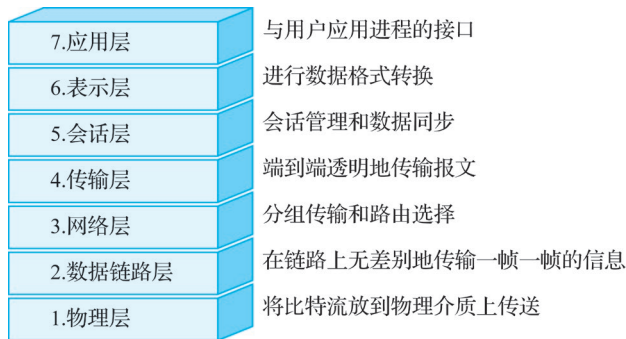 7.应用层 与用户应用进程的接口
6.表示层 进行数据格式转换
5.会话层 会话管理和数据同步
4.传输层 端到端透明地传输报文
3.网络层 分组传输和路由选择
2.数据链路层 在链路上无差别地传输一帧一帧的信息
1.物理层 将比特流放到物理介质上传送